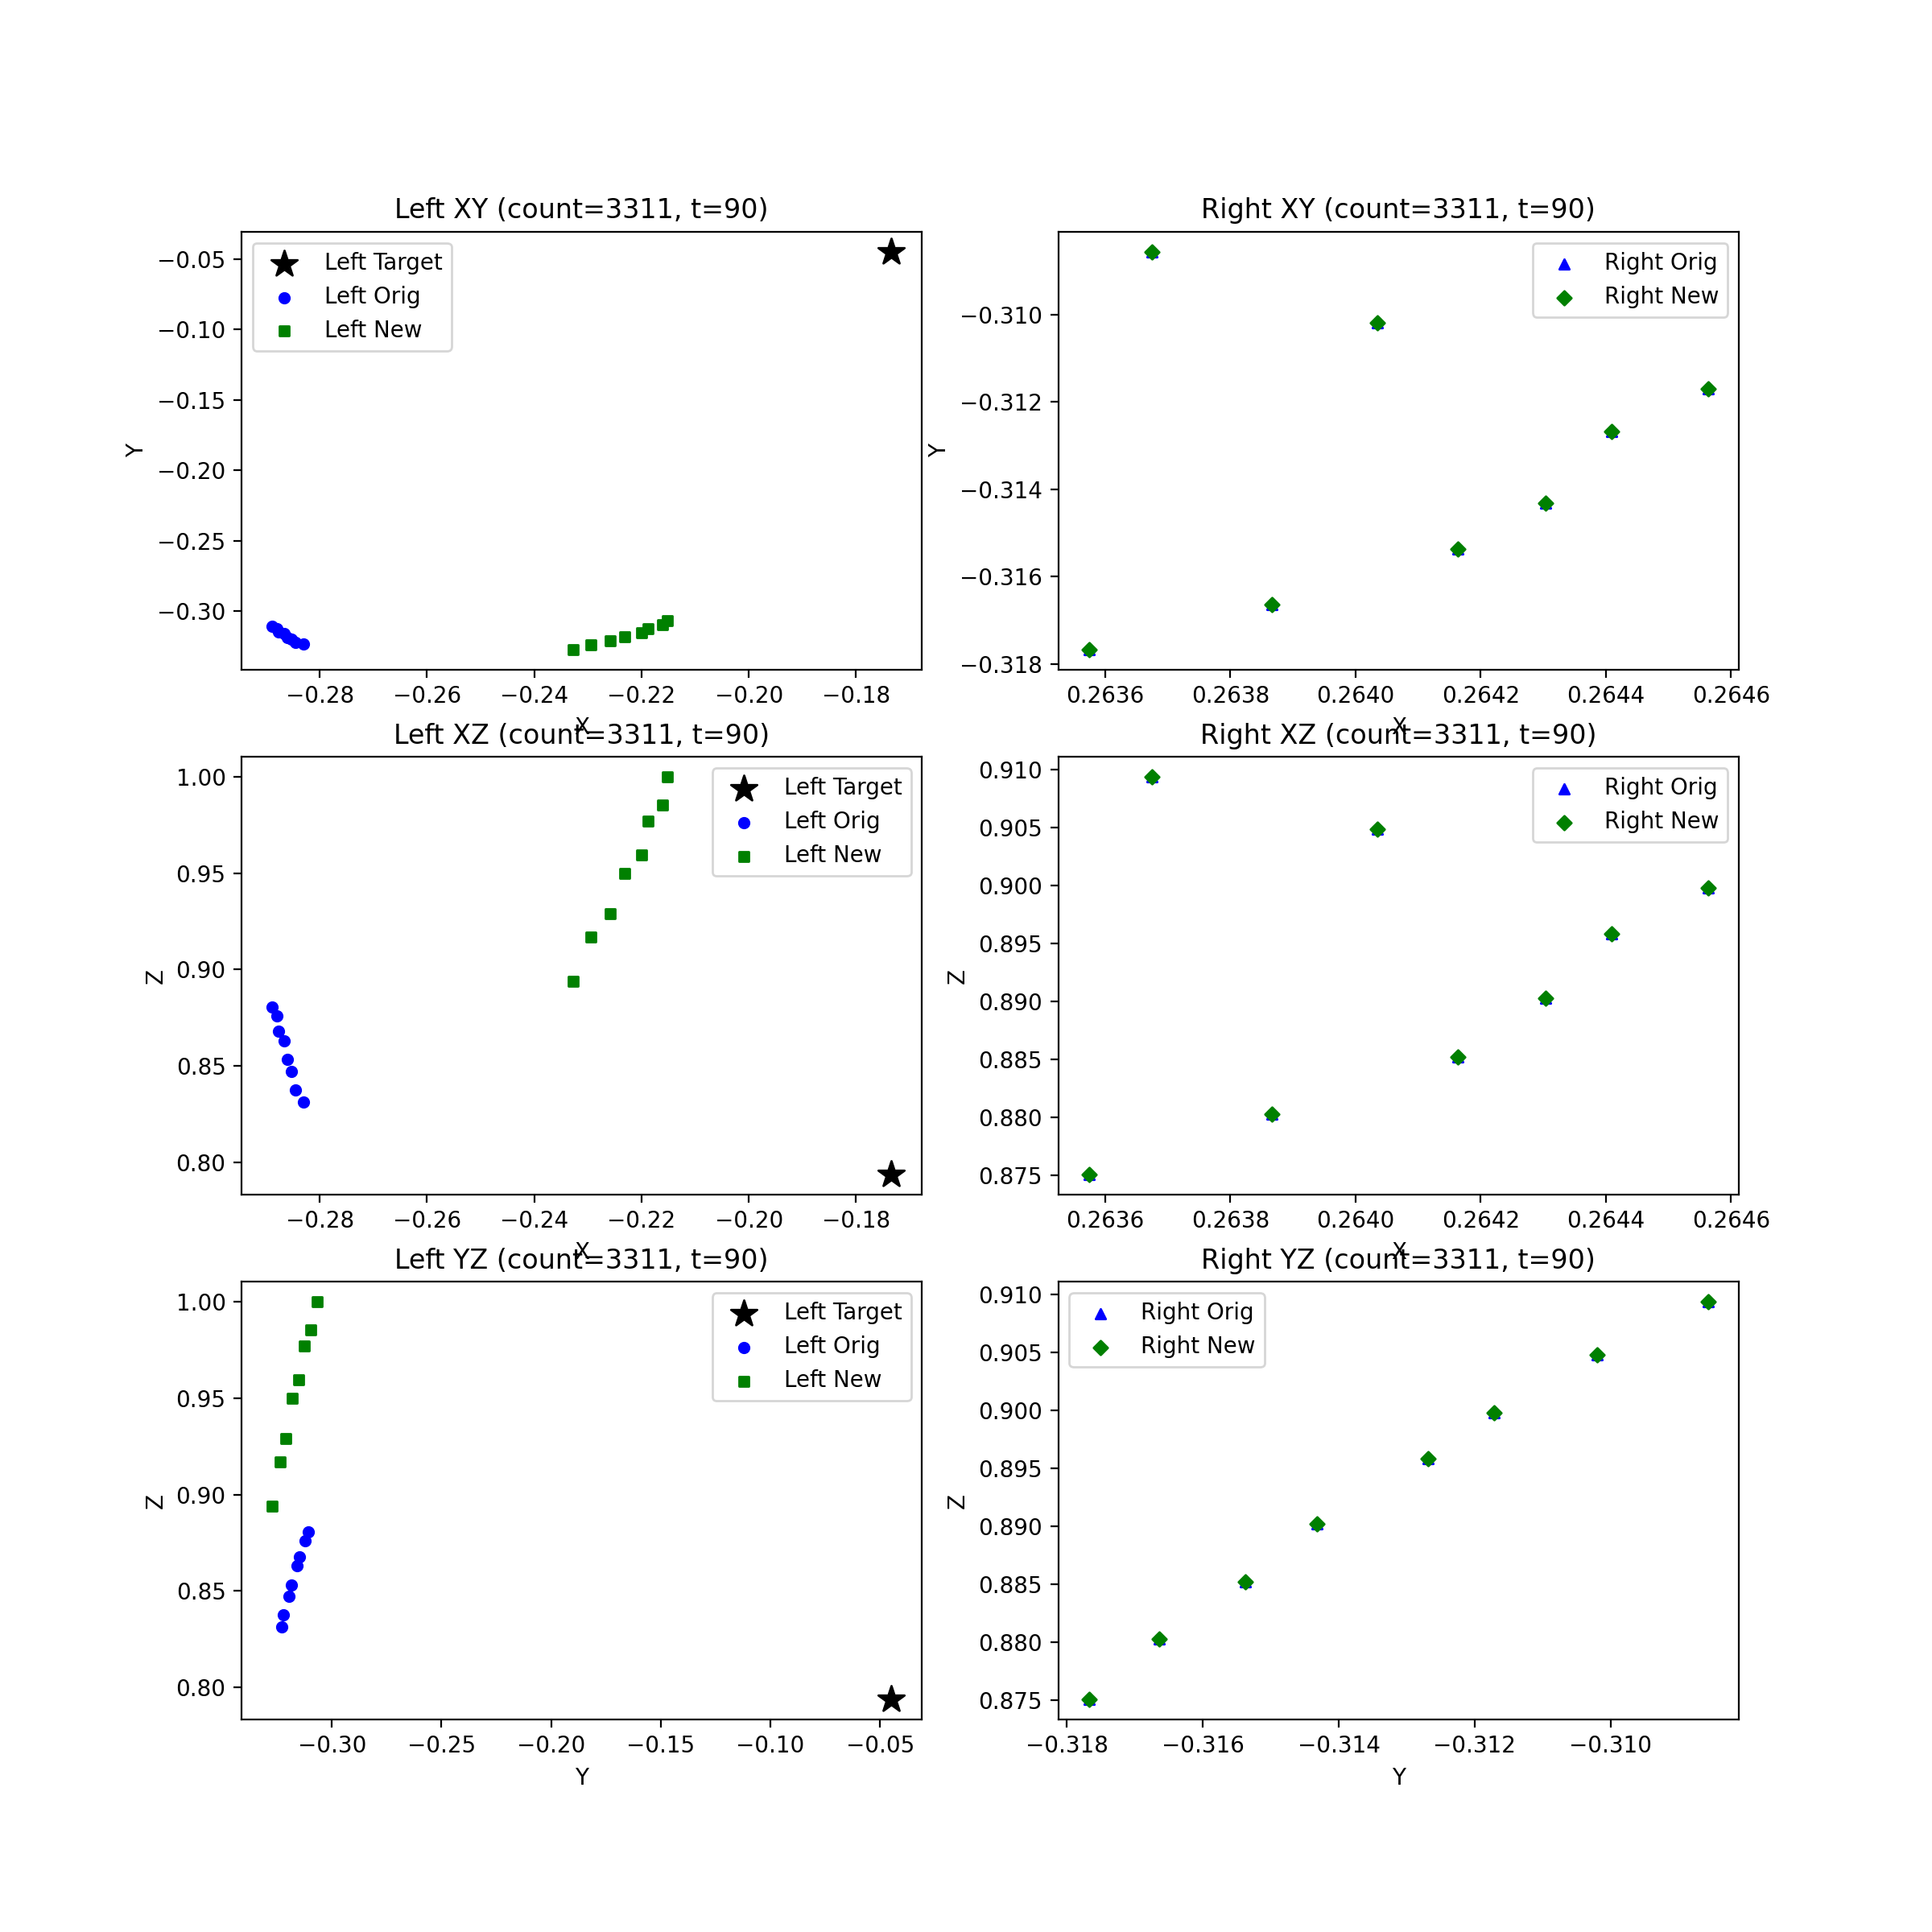 Left XY (count=3311, t=90)
Left Target
Left Orig
Left New
Y
−0.05
−0.10
−0.15
−0.20
−0.25
−0.30
−0.28
−0.26
−0.24
−0.22
−0.20
−0.18
X
Right XY (count=3311, t=90)
Right Orig
Right New
Y
−0.310
−0.312
−0.314
−0.316
−0.318
0.2636
0.2638
0.2640
0.2642
0.2644
0.2646
X
Left XZ (count=3311, t=90)
Left Target
Left Orig
Left New
Z
1.00
0.95
0.90
0.85
0.80
−0.28
−0.26
−0.24
−0.22
−0.20
−0.18
X
Right XZ (count=3311, t=90)
Right Orig
Right New
Z
0.910
0.905
0.900
0.895
0.890
0.885
0.880
0.875
0.2636
0.2638
0.2640
0.2642
0.2644
0.2646
X
Left YZ (count=3311, t=90)
Left Target
Left Orig
Left New
Z
1.00
0.95
0.90
0.85
0.80
−0.30
−0.25
−0.20
−0.15
−0.10
−0.05
Y
Right YZ (count=3311, t=90)
Right Orig
Right New
Z
0.910
0.905
0.900
0.895
0.890
0.885
0.880
0.875
−0.318
−0.316
−0.314
−0.312
−0.310
Y